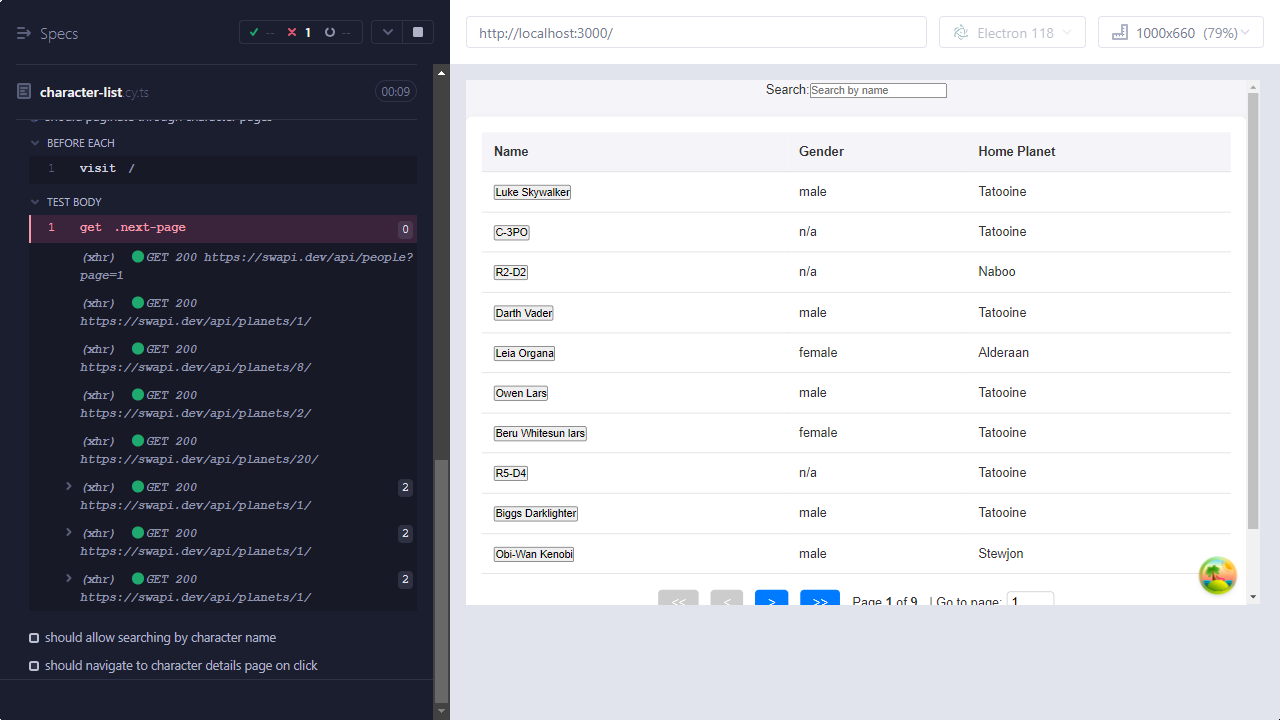 Specs
-- 1 --
character-list.cy.ts 00:09
should paginate through character pages
BEFORE EACH
1 visit /
TEST BODY
1 get .next-page 0
(xhr) GET 200 https://swapi.dev/api/people?
page=1
(xhr) GET 200
https://swapi.dev/api/planets/1/
(xhr) GET 200
https://swapi.dev/api/planets/8/
(xhr) GET 200
https://swapi.dev/api/planets/2/
(xhr) GET 200
https://swapi.dev/api/planets/20/
(xhr) GET 200 2
https://swapi.dev/api/planets/1/
(xhr) GET 200 2
https://swapi.dev/api/planets/1/
(xhr) GET 200 2
https://swapi.dev/api/planets/1/
should allow searching by character name
should navigate to character details page on click
http://localhost:3000/ Electron 118 1000x660 (79%)
Search: Search by name
Name Gender Home Planet
Luke Skywalker male Tatooine
C-3PO n/a Tatooine
R2-D2 n/a Naboo
Darth Vader male Tatooine
Leia Organa female Alderaan
Owen Lars male Tatooine
Beru Whitesun lars female Tatooine
R5-D4 n/a Tatooine
Biggs Darklighter male Tatooine
Obi-Wan Kenobi male Stewjon
<< < > >> Page 1 of 9 | Go to page: 1